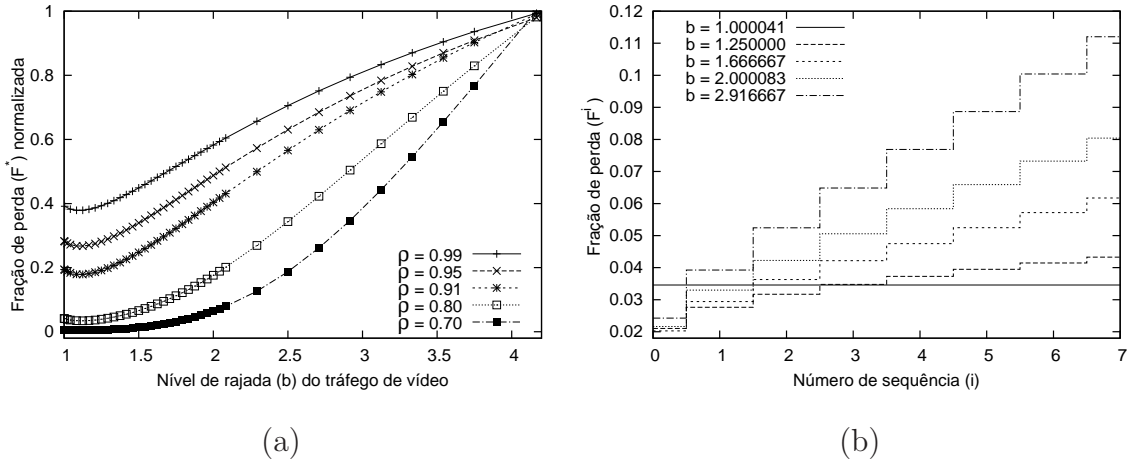 Fração de perda (F*) normalizada
1
0.8
0.6
0.4
0.2
0
1 1.5 2 2.5 3 3.5 4
Nível de rajada (b) do tráfego de vídeo
ρ = 0.99
ρ = 0.95
ρ = 0.91
ρ = 0.80
ρ = 0.70
(a)
Fração de perda (F^i)
0.12
0.11
0.1
0.09
0.08
0.07
0.06
0.05
0.04
0.03
0.02
0 1 2 3 4 5 6 7
Número de sequência (i)
b = 1.000041
b = 1.250000
b = 1.666667
b = 2.000083
b = 2.916667
(b)